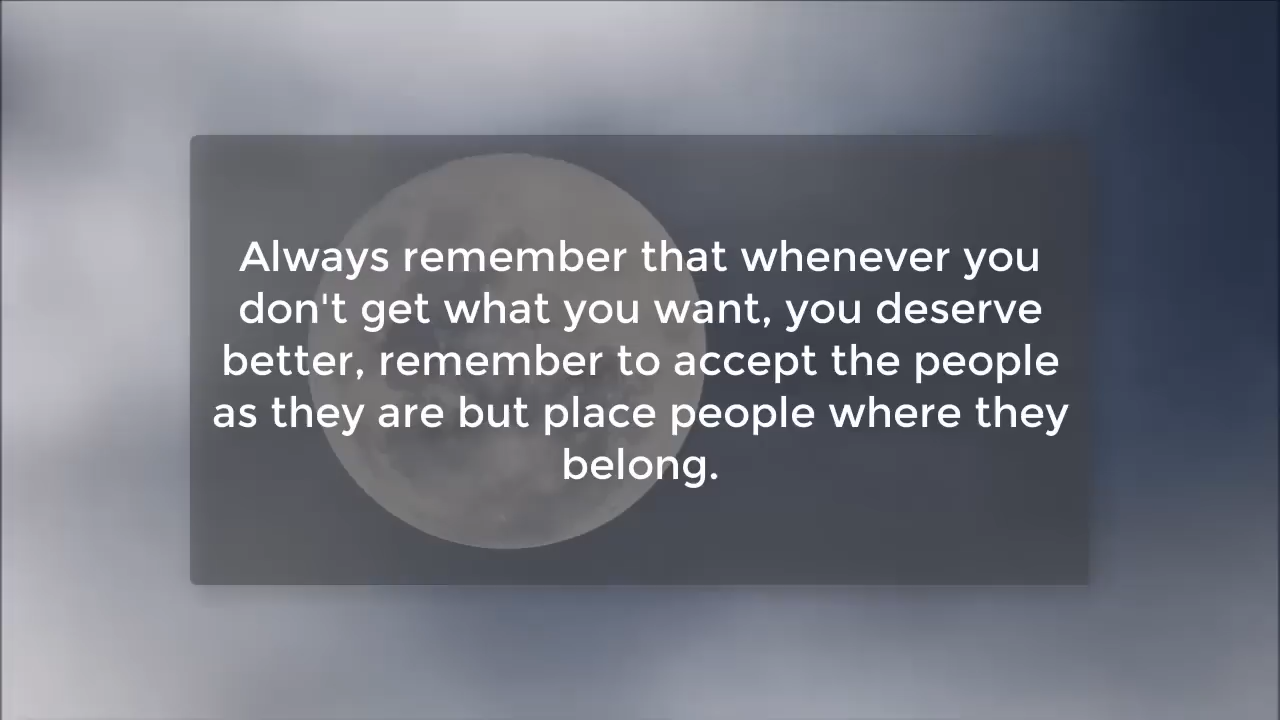 Always remember that whenever you
don't get what you want, you deserve
better, remember to accept the people
as they are but place people where they
belong.